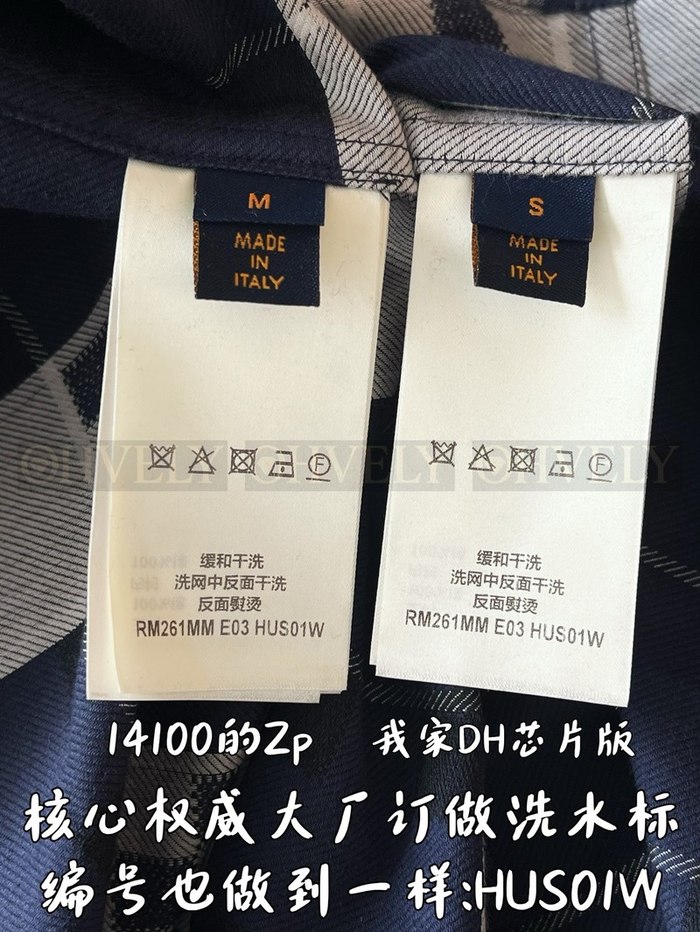 M
MADE
IN
ITALY
S
MADE
IN
ITALY
OHVELY OHVELY OHVELY
F
F
缓和干洗
洗网中反面干洗
反面熨烫
RM261MM E03 HUS01W
缓和干洗
洗网中反面干洗
反面熨烫
RM261MM E03 HUS01W
14100的Zp 我家DH芯片版
核心权威大厂订做洗水标
编号也做到一样:HUS01W